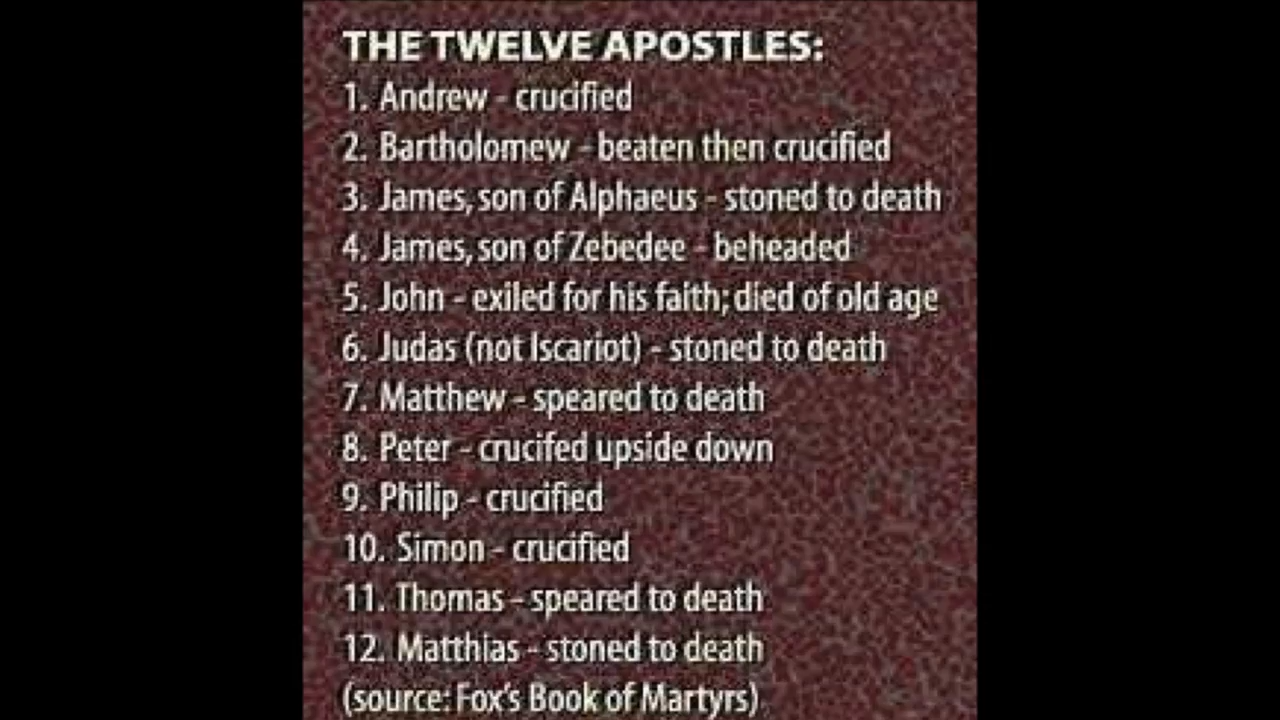 THE TWELVE APOSTLES:
1. Andrew - crucified
2. Bartholomew - beaten then crucified
3. James, son of Alphaeus - stoned to death
4. James, son of Zebedee - beheaded
5. John - exiled for his faith; died of old age
6. Judas (not Iscariot) - stoned to death
7. Matthew - speared to death
8. Peter - crucifed upside down
9. Philip - crucified
10. Simon - crucified
11. Thomas - speared to death
12. Matthias - stoned to death
(source: Fox's Book of Martyrs)